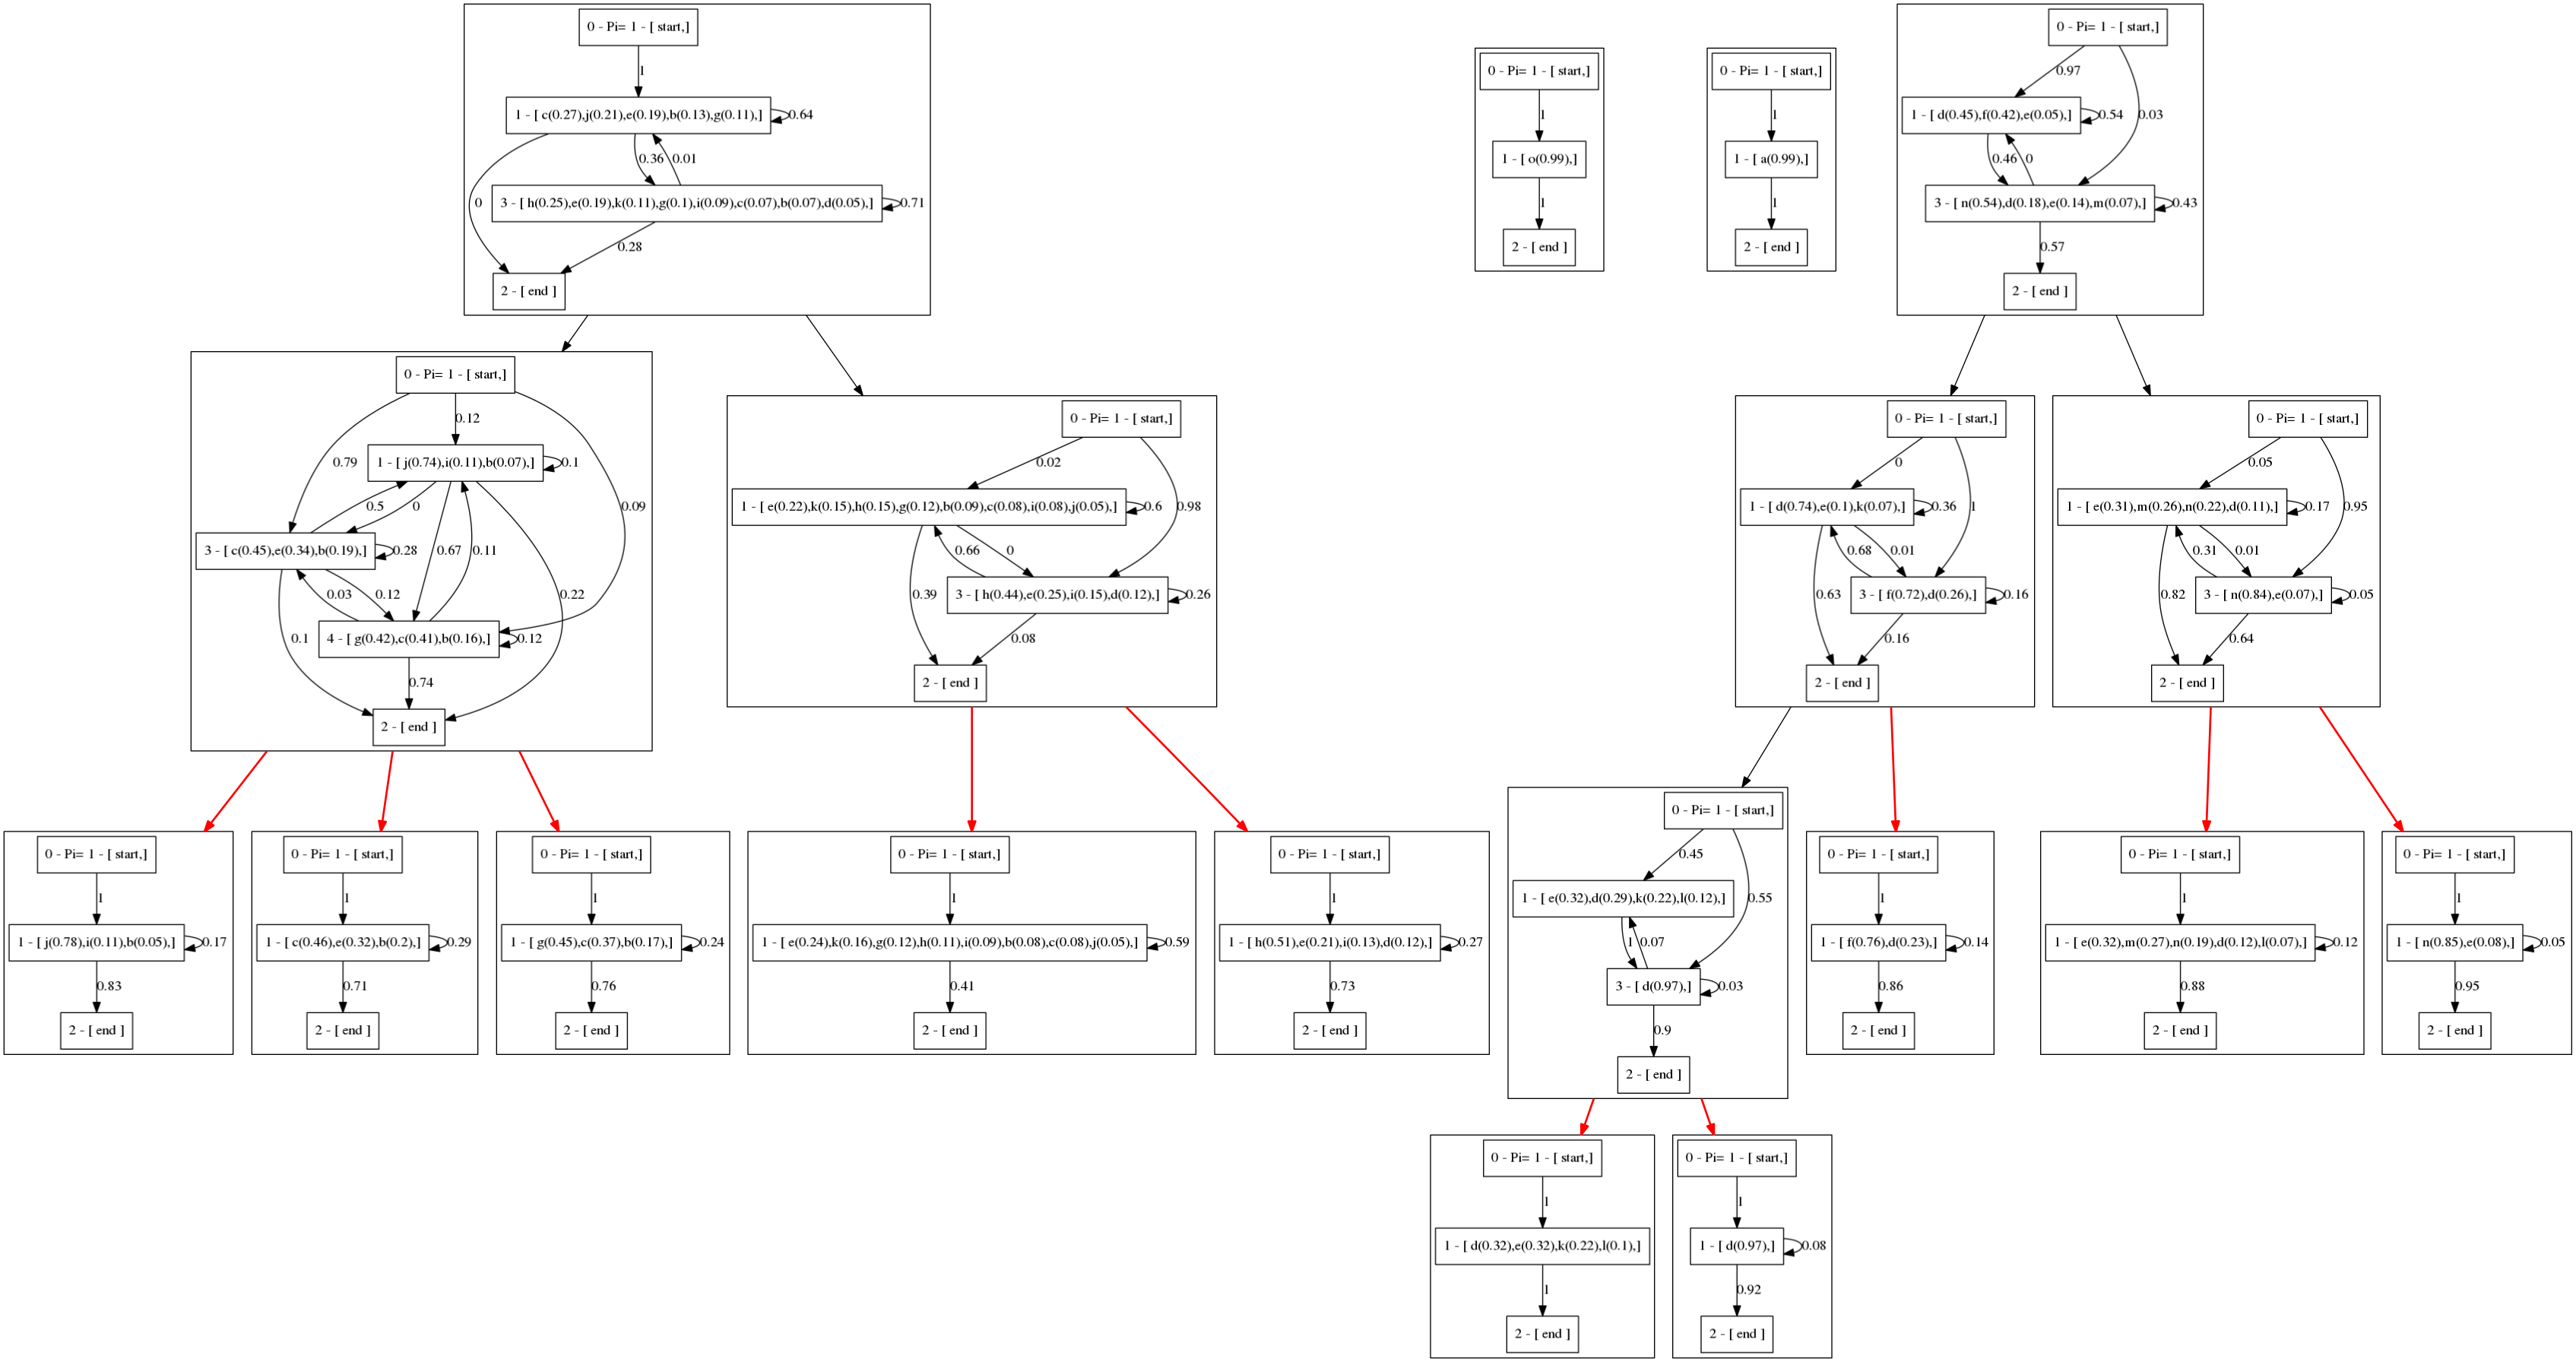 0 - Pi= 1 - [ start,]
1
1 - [ c(0.27),j(0.21),e(0.19),b(0.13),g(0.11),]
0.64
0.36
0.01
0
3 - [ h(0.25),e(0.19),k(0.11),g(0.1),i(0.09),c(0.07),b(0.07),d(0.05),]
0.71
0.28
2 - [ end ]
0 - Pi= 1 - [ start,]
1
1 - [ o(0.99),]
1
2 - [ end ]
0 - Pi= 1 - [ start,]
1
1 - [ a(0.99),]
1
2 - [ end ]
0 - Pi= 1 - [ start,]
0.97
1 - [ d(0.45),f(0.42),e(0.05),]
0.54
0.03
0.46
0
3 - [ n(0.54),d(0.18),e(0.14),m(0.07),]
0.43
0.57
2 - [ end ]
0 - Pi= 1 - [ start,]
0.12
0.79
1 - [ j(0.74),i(0.11),b(0.07),]
0.1
0.5
0
0.09
3 - [ c(0.45),e(0.34),b(0.19),]
0.28
0.67
0.11
0.03
0.12
0.22
0.1
4 - [ g(0.42),c(0.41),b(0.16),]
0.12
0.74
2 - [ end ]
0 - Pi= 1 - [ start,]
0.02
1 - [ e(0.22),k(0.15),h(0.15),g(0.12),b(0.09),c(0.08),i(0.08),j(0.05),]
0.6
0.98
0.66
0
0.39
3 - [ h(0.44),e(0.25),i(0.15),d(0.12),]
0.26
0.08
2 - [ end ]
0 - Pi= 1 - [ start,]
0
1 - [ d(0.74),e(0.1),k(0.07),]
0.36
1
0.68
0.01
0.63
3 - [ f(0.72),d(0.26),]
0.16
0.16
2 - [ end ]
0 - Pi= 1 - [ start,]
0.05
1 - [ e(0.31),m(0.26),n(0.22),d(0.11),]
0.17
0.95
0.31
0.01
0.82
3 - [ n(0.84),e(0.07),]
0.05
0.64
2 - [ end ]
0 - Pi= 1 - [ start,]
1
1 - [ j(0.78),i(0.11),b(0.05),]
0.17
0.83
2 - [ end ]
0 - Pi= 1 - [ start,]
1
1 - [ c(0.46),e(0.32),b(0.2),]
0.29
0.71
2 - [ end ]
0 - Pi= 1 - [ start,]
1
1 - [ g(0.45),c(0.37),b(0.17),]
0.24
0.76
2 - [ end ]
0 - Pi= 1 - [ start,]
1
1 - [ e(0.24),k(0.16),g(0.12),h(0.11),i(0.09),b(0.08),c(0.08),j(0.05),]
0.59
0.41
2 - [ end ]
0 - Pi= 1 - [ start,]
1
1 - [ h(0.51),e(0.21),i(0.13),d(0.12),]
0.27
0.73
2 - [ end ]
0 - Pi= 1 - [ start,]
0.45
1 - [ e(0.32),d(0.29),k(0.22),l(0.12),]
0.55
1
0.07
3 - [ d(0.97),]
0.03
0.9
2 - [ end ]
0 - Pi= 1 - [ start,]
1
1 - [ f(0.76),d(0.23),]
0.14
0.86
2 - [ end ]
0 - Pi= 1 - [ start,]
1
1 - [ e(0.32),m(0.27),n(0.19),d(0.12),l(0.07),]
0.12
0.88
2 - [ end ]
0 - Pi= 1 - [ start,]
1
1 - [ n(0.85),e(0.08),]
0.05
0.95
2 - [ end ]
0 - Pi= 1 - [ start,]
1
1 - [ d(0.32),e(0.32),k(0.22),l(0.1),]
1
2 - [ end ]
0 - Pi= 1 - [ start,]
1
1 - [ d(0.97),]
0.08
0.92
2 - [ end ]